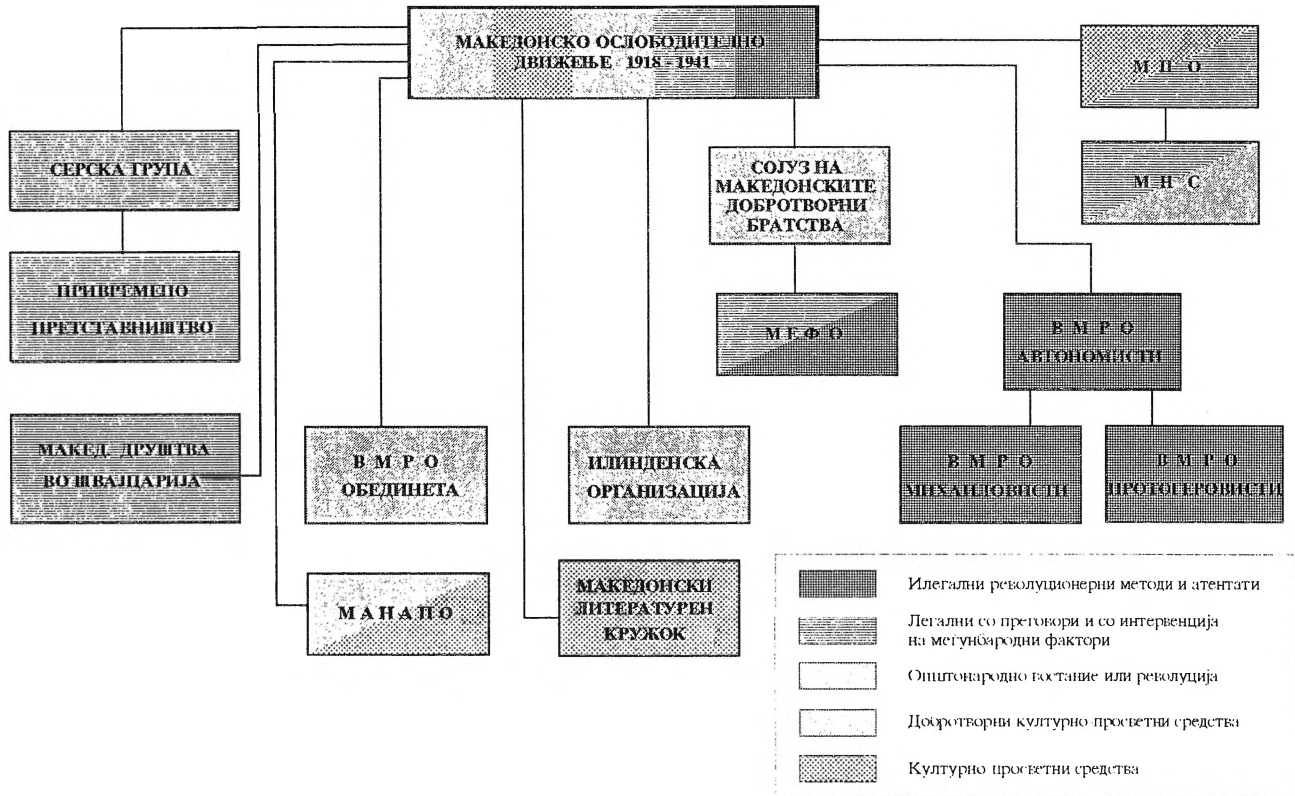 МАКЕДОНСКО ОСЛОБОДИТЕЛНО
ДВИЖЕЊЕ 1918 - 1941
М П О
М Н С
СЕРСКА ГРУПА
ПРИВРЕМЕНО
ПРЕТСТАВНИШТВО
СОЈУЗ НА
МАКЕДОНСКИТЕ
ДОБРОТВОРНИ
БРАТСТВА
М Е Ф О
В М Р О
АВТОНОМИСТИ
МАКЕД. ДРУШТВА
ВО ШВАЈЦАРИЈА
В М Р О
ОБЕДИНЕТА
ИЛИНДЕНСКА
ОРГАНИЗАЦИЈА
В М Р О
МИХАИЛОВИСТИ
В М Р О
ПРОТОГЕРОВИСТИ
М А Н А П О
МАКЕДОНСКИ
ЛИТЕРАТУРЕН
КРУЖОК
Илегални револуционерни методи и атентати
Легални со преговори и со интервенција
на меѓунбародни фактори
Општонародно востание или револуција
Добротворни културно-просветни средства
Културно просветни средства